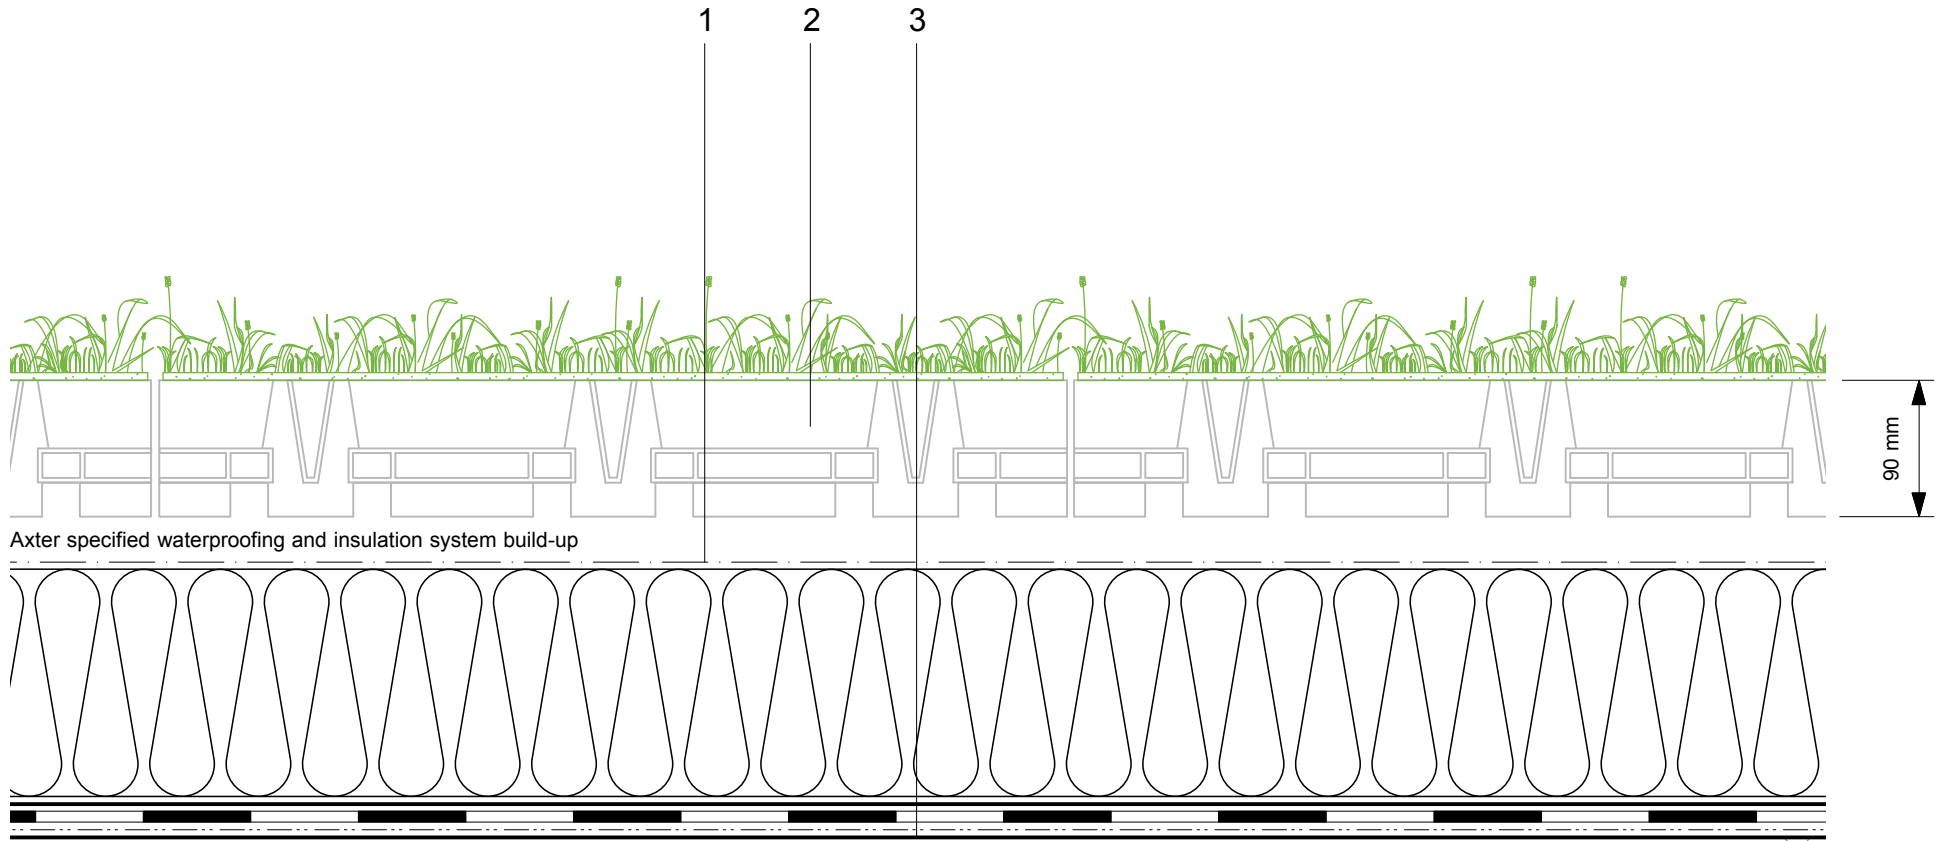 1 2 3
90 mm
Axter specified waterproofing and insulation system build-up